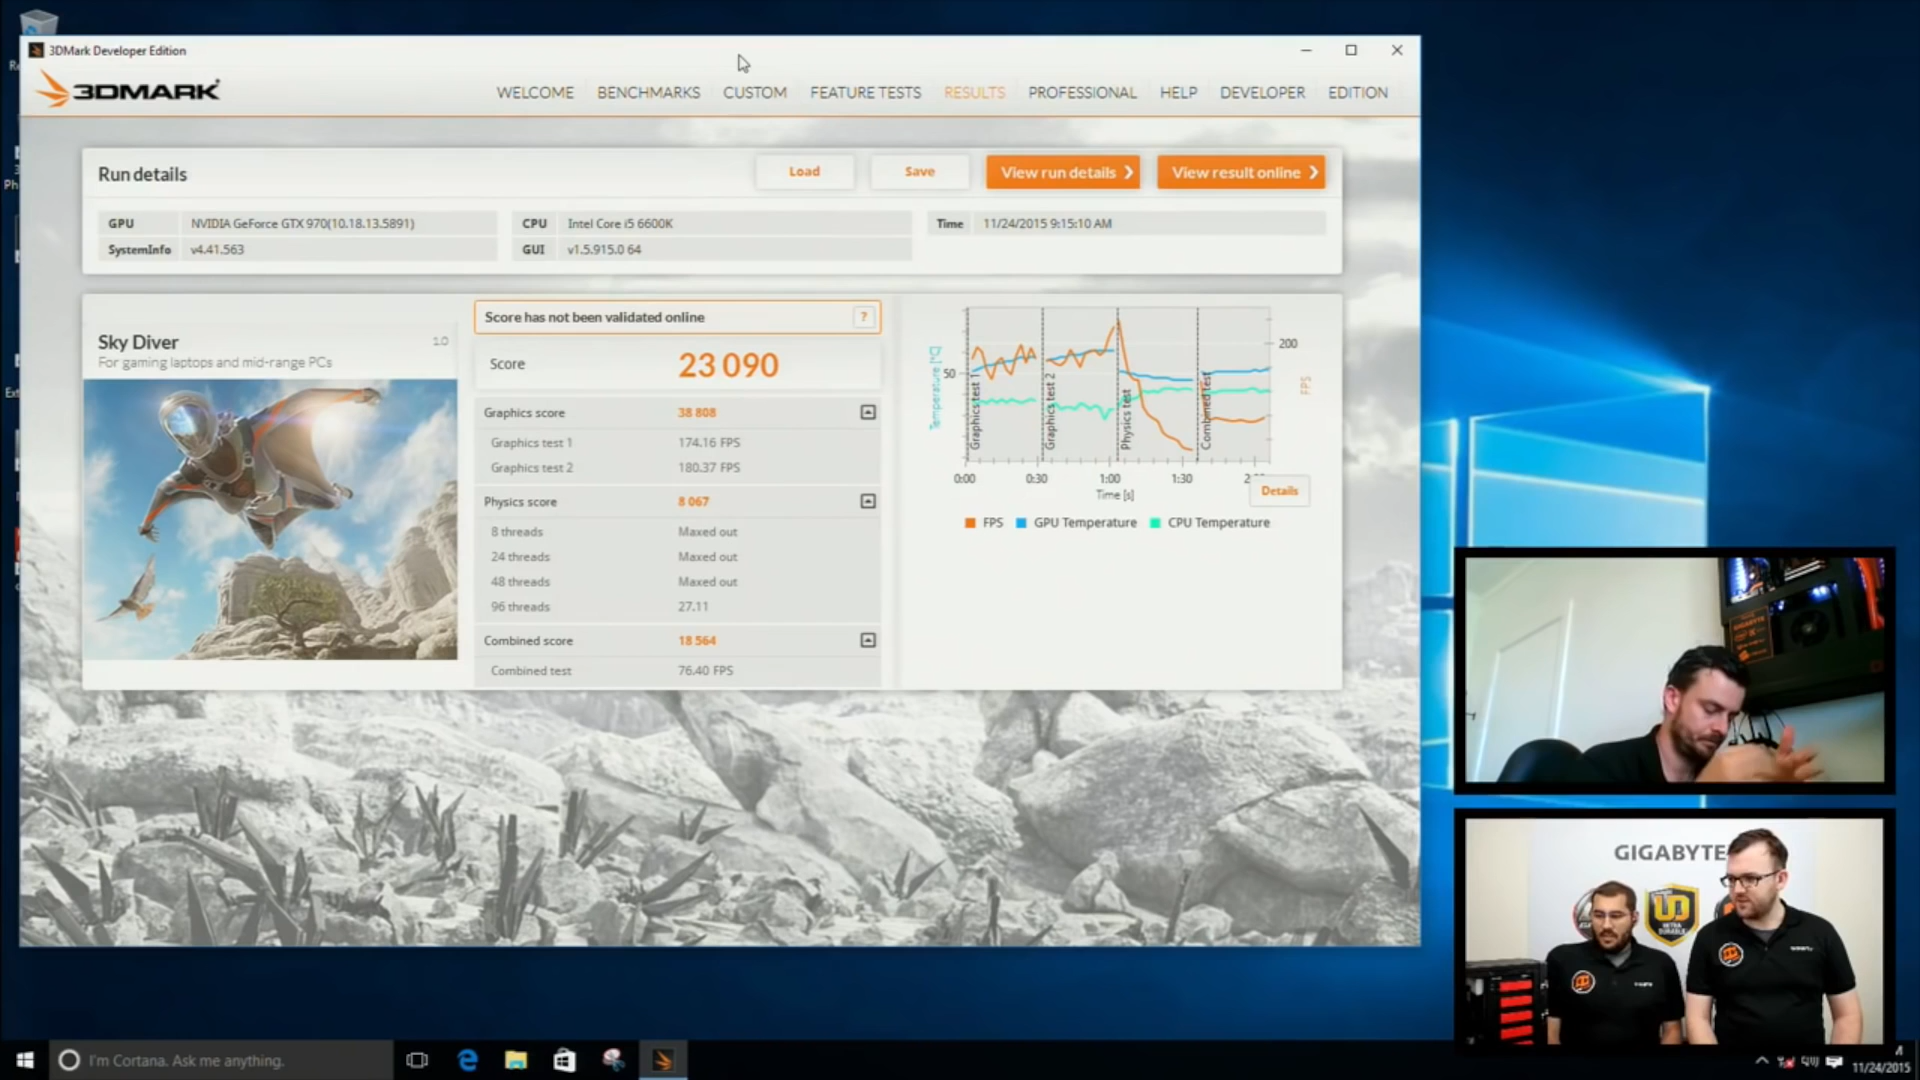 3DMark Developer Edition
3DMARK
WELCOME BENCHMARKS CUSTOM FEATURE TESTS RESULTS PROFESSIONAL HELP DEVELOPER EDITION
Run details
Load Save View run details View result online
GPU NVIDIA GeForce GTX 970(10.18.13.5891) CPU Intel Core i5 6600K Time 11/24/2015 9:15:10 AM
SystemInfo v4.41.563 GUI v1.5.915.0 64
Sky Diver 1.0
For gaming laptops and mid-range PCs
Score has not been validated online ?
Score 23 090
Graphics score 38 808
Graphics test 1 174.16 FPS
Graphics test 2 180.37 FPS
Physics score 8 067
8 threads Maxed out
24 threads Maxed out
48 threads Maxed out
96 threads 27.11
Combined score 18 564
Combined test 76.40 FPS
Temperature [°C]
50
200
FPS
Graphics test 1
Graphics test 2
Physics test
Combined test
0:00 0:30 1:00 1:30
Time [s]
Details
FPS GPU Temperature CPU Temperature
GIGABYTE
GIGABYTE
UD
ULTRA DURABLE
I'm Cortana. Ask me anything.
11/24/2015